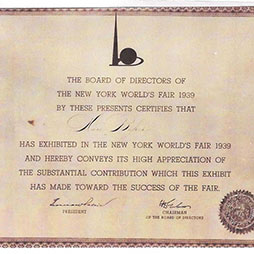 THE BOARD OF DIRECTORS OF
THE NEW YORK WORLD'S FAIR 1939
BY THESE PRESENTS CERTIFIES THAT
HAS EXHIBITED IN THE NEW YORK WORLD'S FAIR 1939
AND HEREBY CONVEYS ITS HIGH APPRECIATION OF
THE SUBSTANTIAL CONTRIBUTION WHICH THIS EXHIBIT
HAS MADE TOWARD THE SUCCESS OF THE FAIR.
PRESIDENT
CHAIRMAN
OF THE BOARD OF DIRECTORS